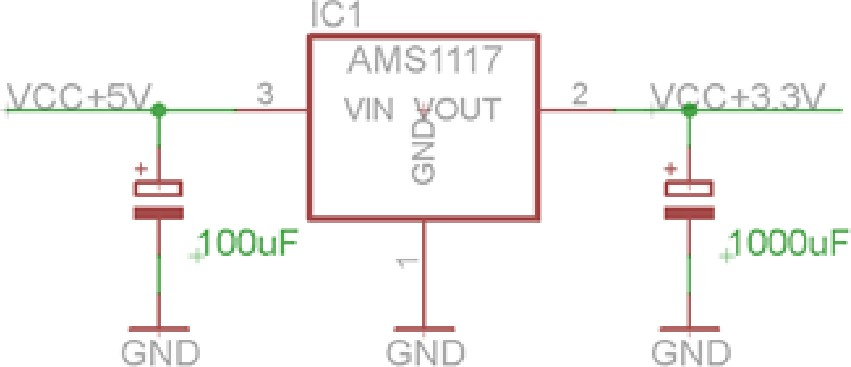 IC1
AMS1117
VCC+5V
3
VIN
VOUT
GND
2
VCC+3.3V
+
+
100uF
1
1000uF
GND
GND
GND